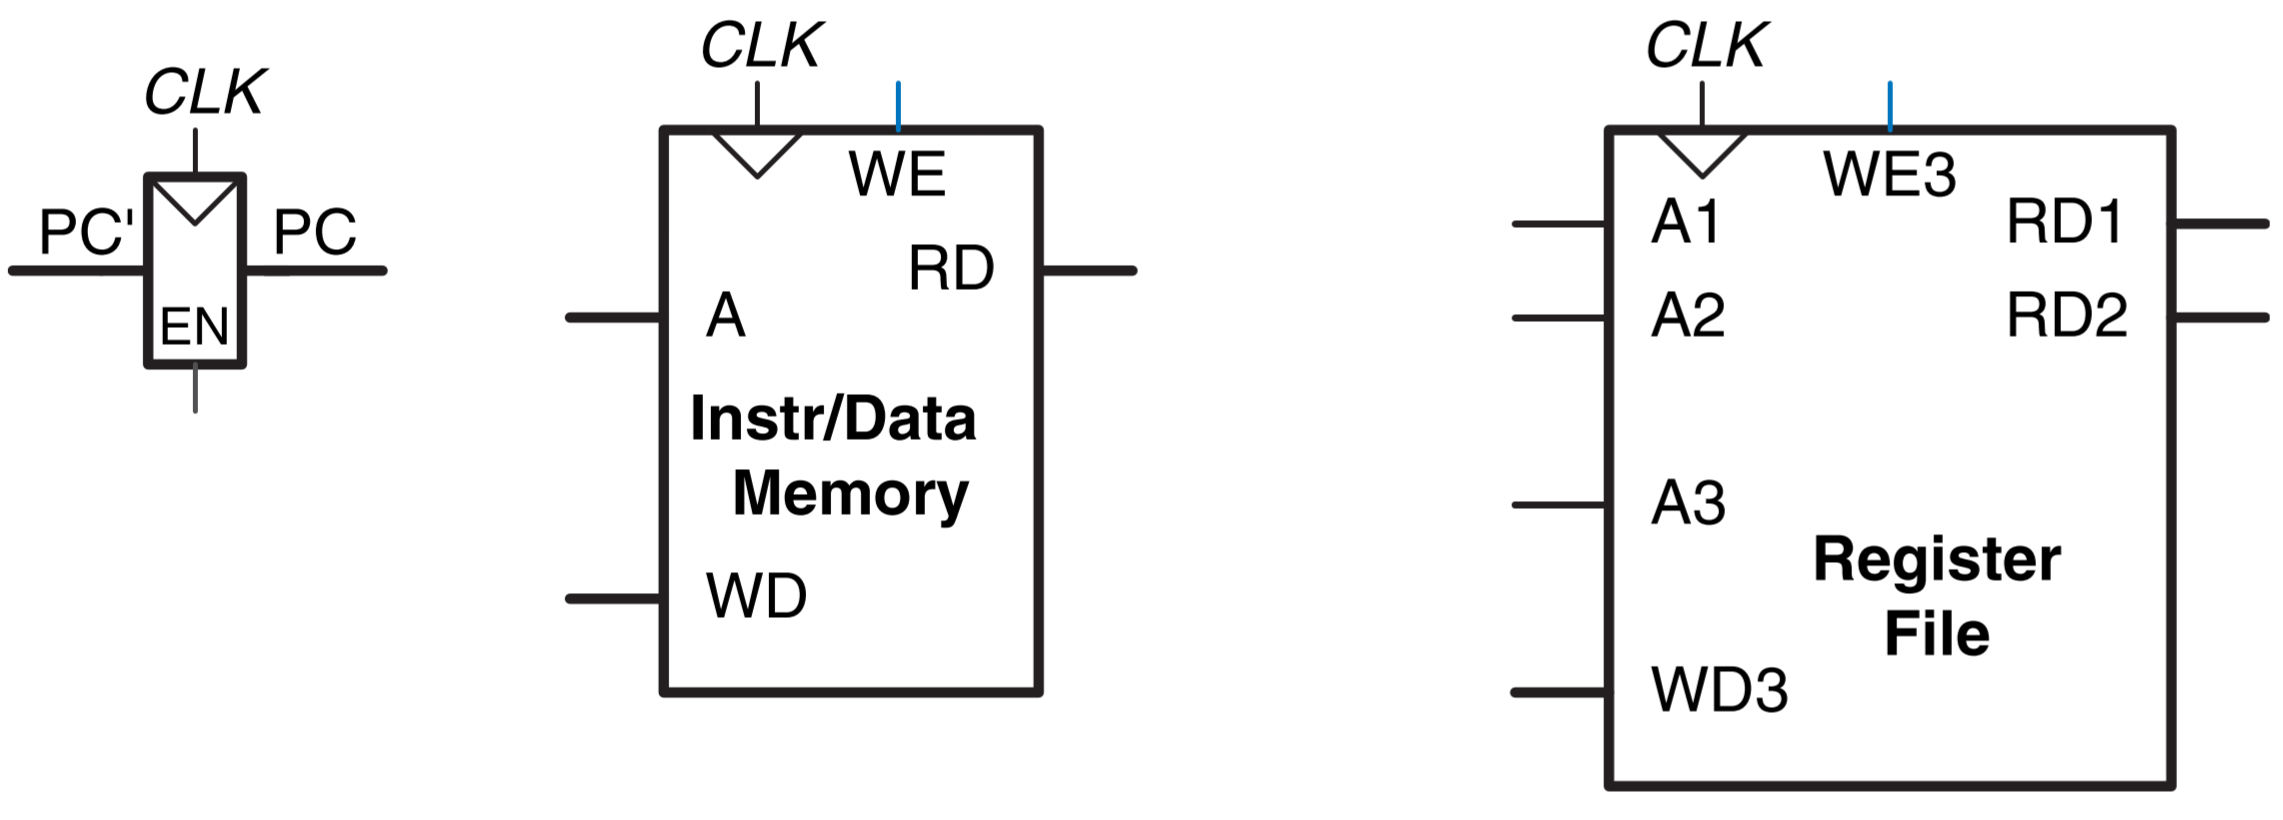 CLK
PC'
PC
EN
CLK
WE
RD
A
Instr/Data
Memory
WD
CLK
WE3
A1
RD1
A2
RD2
A3
Register
File
WD3